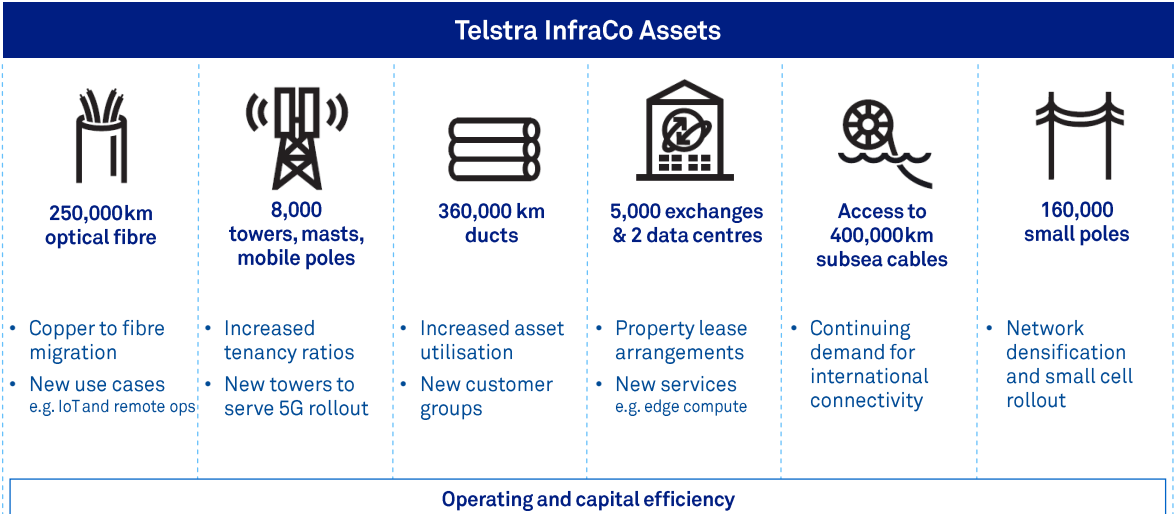 Telstra InfraCo Assets
250,000km
optical fibre
• Copper to fibre
migration
• New use cases
e.g. IoT and remote ops
8,000
towers, masts,
mobile poles
• Increased
tenancy ratios
• New towers to
serve 5G rollout
360,000 km
ducts
• Increased asset
utilisation
• New customer
groups
5,000 exchanges
& 2 data centres
• Property lease
arrangements
• New services
e.g. edge compute
Access to
400,000km
subsea cables
• Continuing
demand for
international
connectivity
160,000
small poles
• Network
densification
and small cell
rollout
Operating and capital efficiency